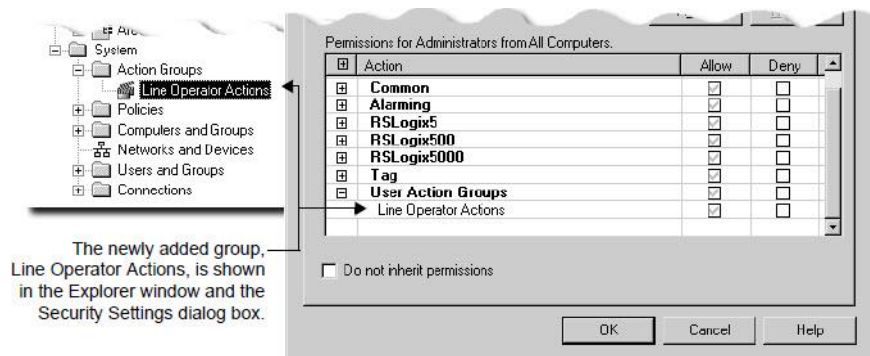 System
Action Groups
Line Operator Actions
Policies
Computers and Groups
Networks and Devices
Users and Groups
Connections
The newly added group,
Line Operator Actions, is shown
in the Explorer window and the
Security Settings dialog box.
Permissions for Administrators from All Computers.
Action Allow Deny
Common
Alarming
RSLogix5
RSLogix500
RSLogix5000
Tag
User Action Groups
Line Operator Actions
Do not inherit permissions
OK Cancel Help